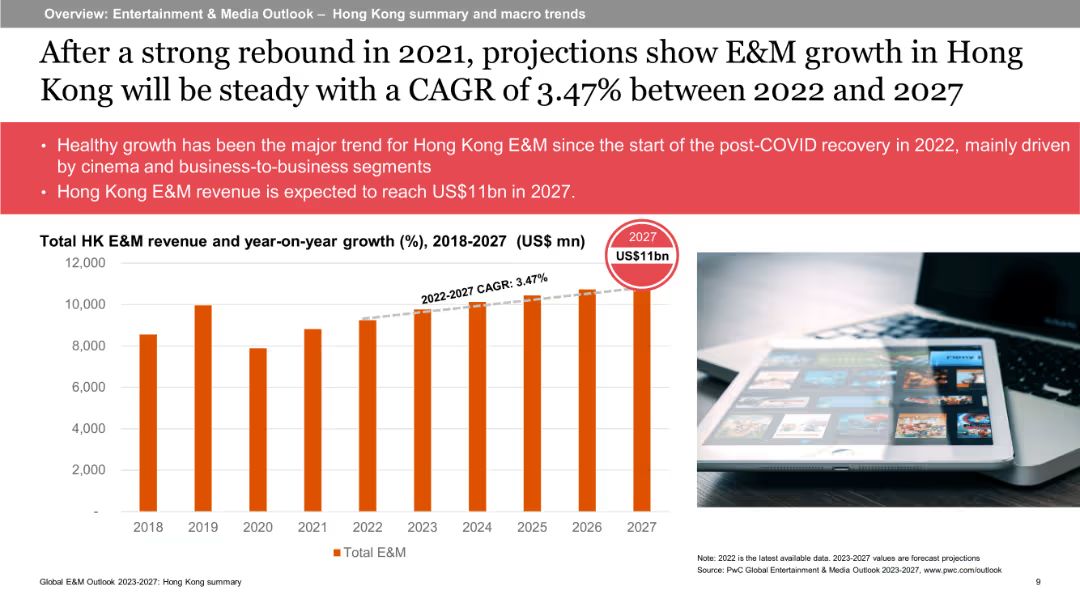 Overview: Entertainment & Media Outlook – Hong Kong summary and macro trends
After a strong rebound in 2021, projections show E&M growth in Hong
Kong will be steady with a CAGR of 3.47% between 2022 and 2027
• Healthy growth has been the major trend for Hong Kong E&M since the start of the post-COVID recovery in 2022, mainly driven
by cinema and business-to-business segments
• Hong Kong E&M revenue is expected to reach US$11bn in 2027.
Total HK E&M revenue and year-on-year growth (%), 2018-2027 (US$ mn)
2027
US$11bn
12,000
10,000
8,000
6,000
4,000
2,000
-
2022-2027 CAGR: 3.47%
2018 2019 2020 2021 2022 2023 2024 2025 2026 2027
Total E&M
Note: 2022 is the latest available data. 2023-2027 values are forecast projections
Source: PwC Global Entertainment & Media Outlook 2023-2027, www.pwc.com/outlook
Global E&M Outlook 2023-2027: Hong Kong summary
9